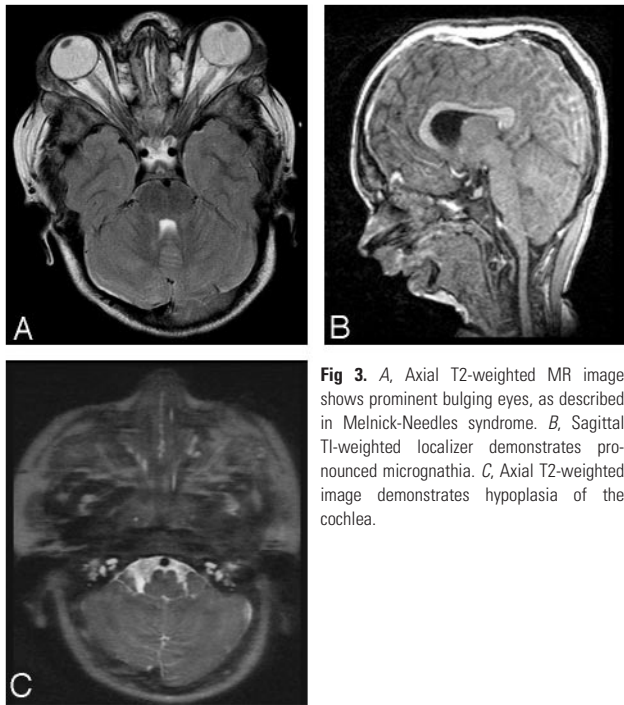 A
B
Fig 3. A, Axial T2-weighted MR image
shows prominent bulging eyes, as described
in Melnick-Needles syndrome. B, Sagittal
TI-weighted localizer demonstrates pro-
nounced micrognathia. C, Axial T2-weighted
image demonstrates hypoplasia of the
cochlea.
C